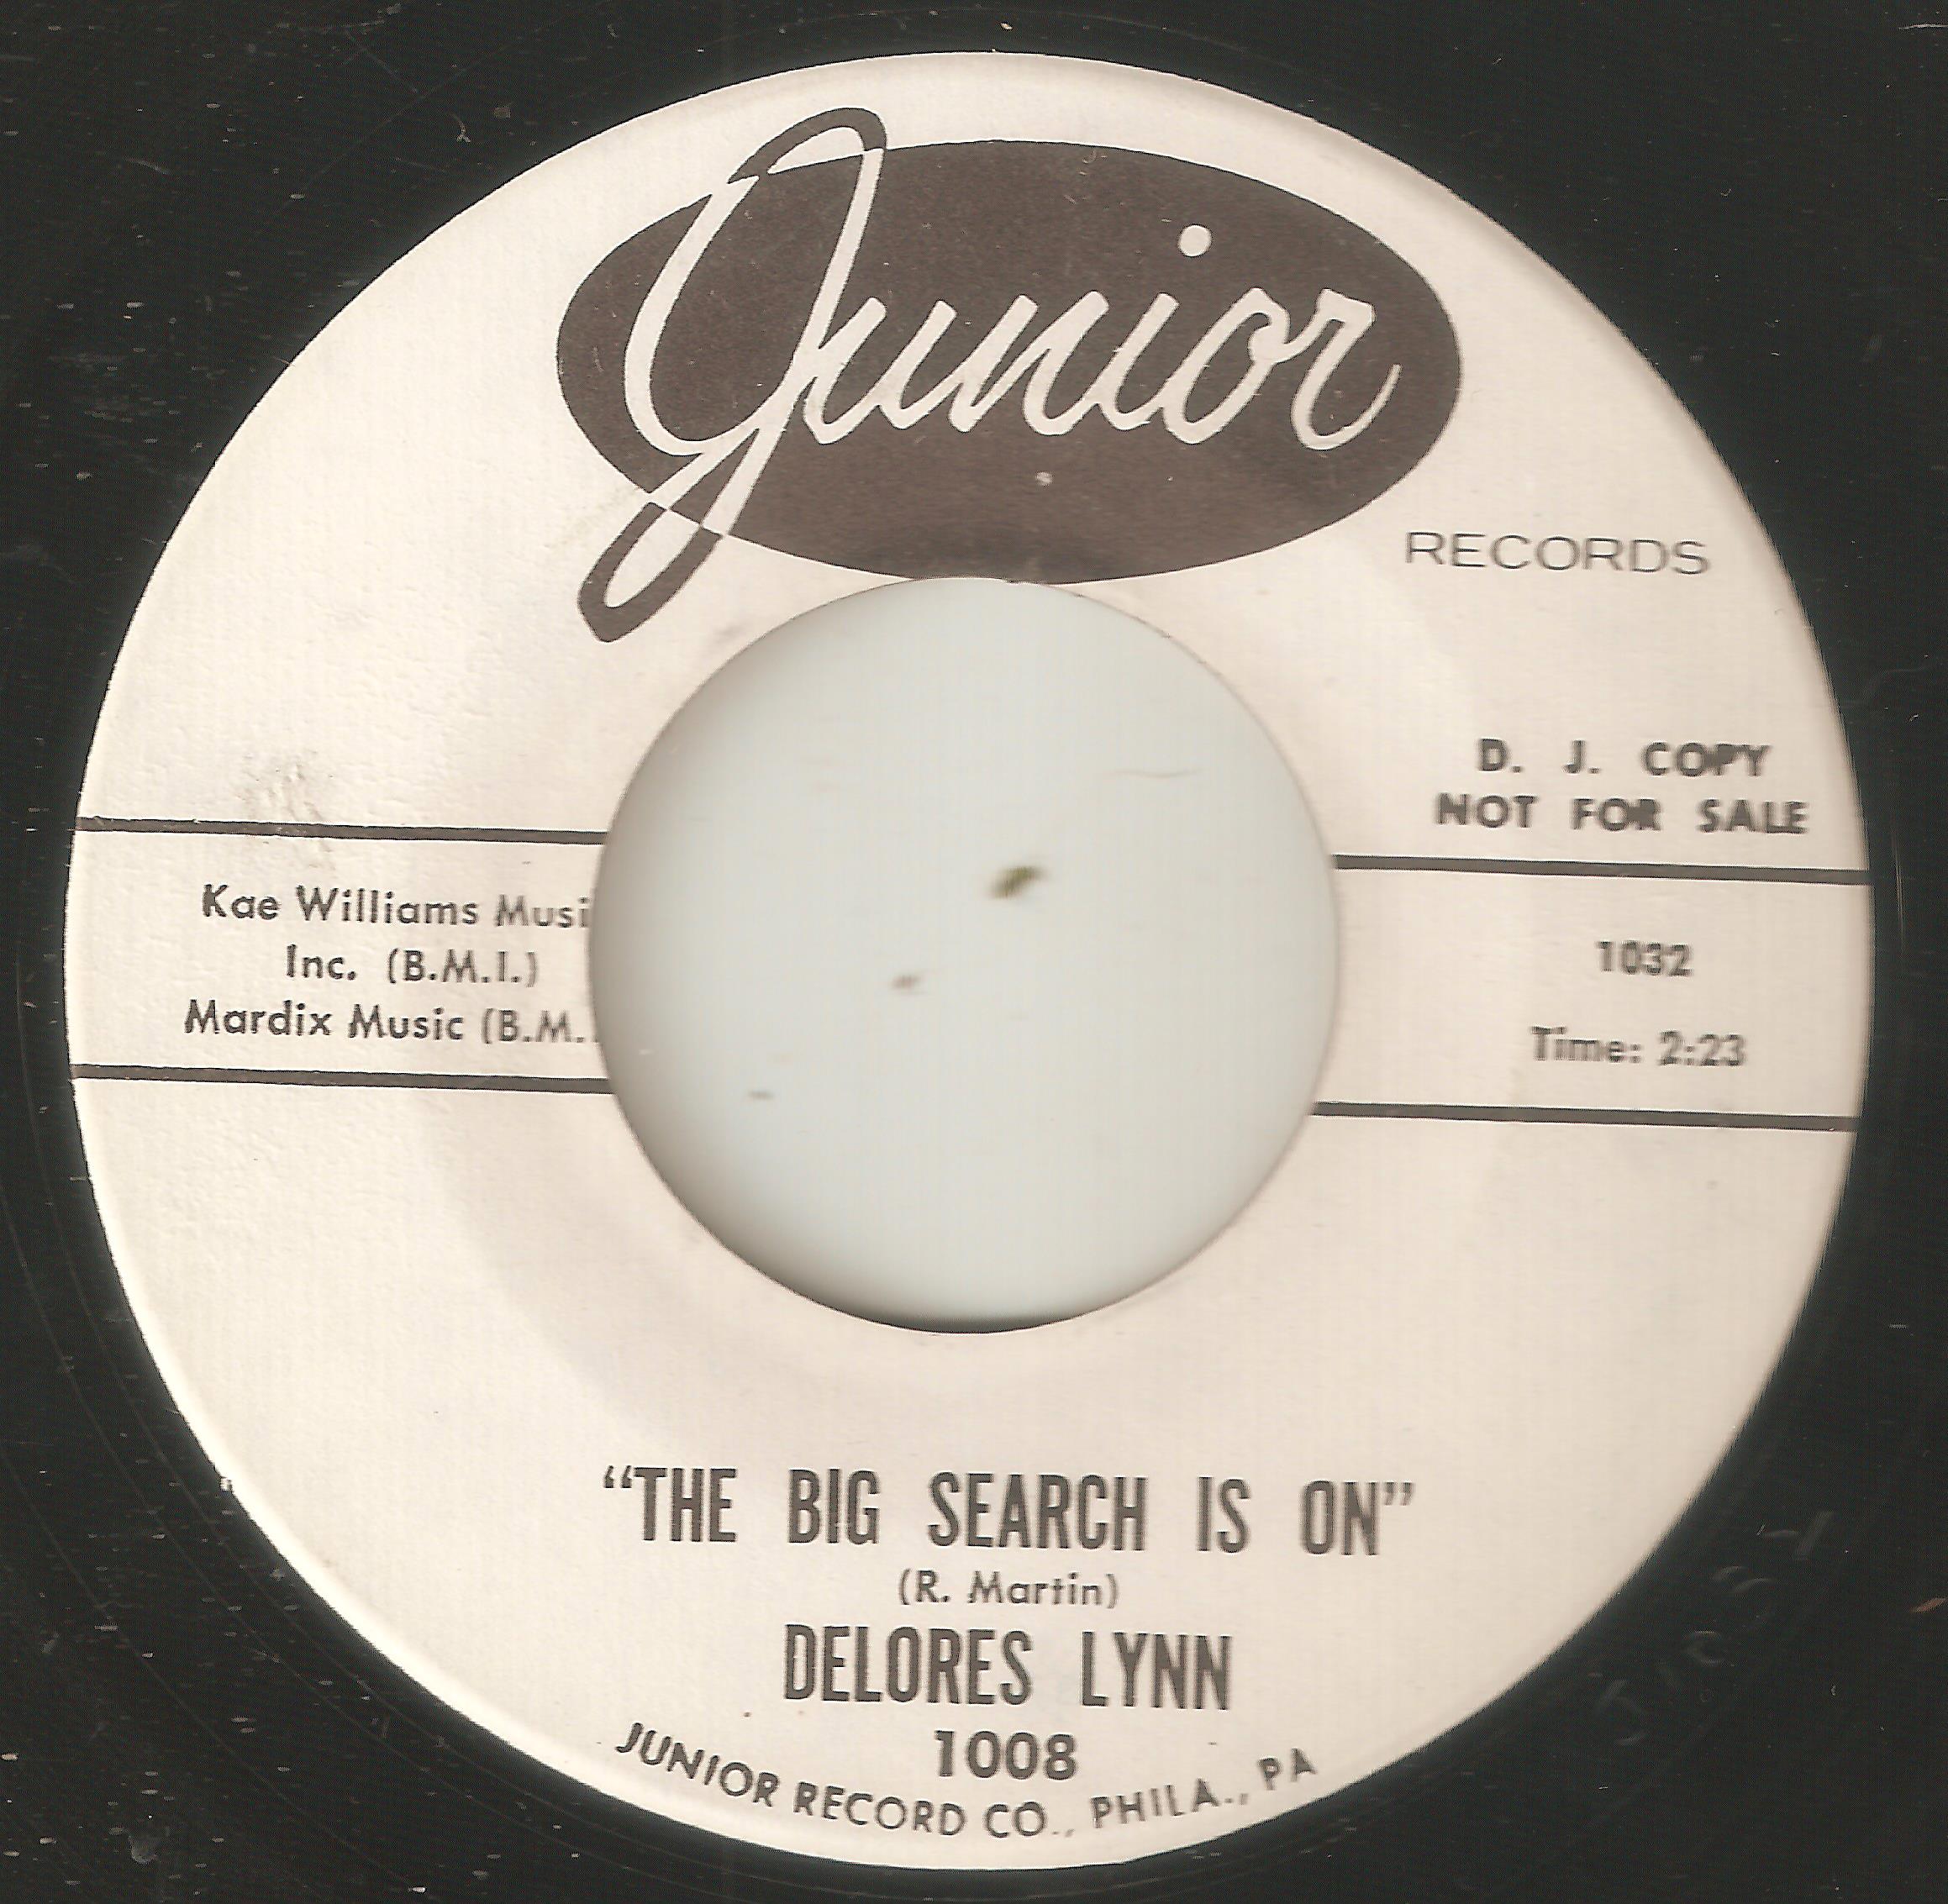 Junior
RECORDS
D. J. COPY
NOT FOR SALE
Kae Williams Musi
Inc. (B.M.I.)
Mardix Music (B.M.
1032
Time: 2:23
"THE BIG SEARCH IS ON"
(R. Martin)
DELORES LYNN
1008
JUNIOR RECORD CO., PHILA., PA